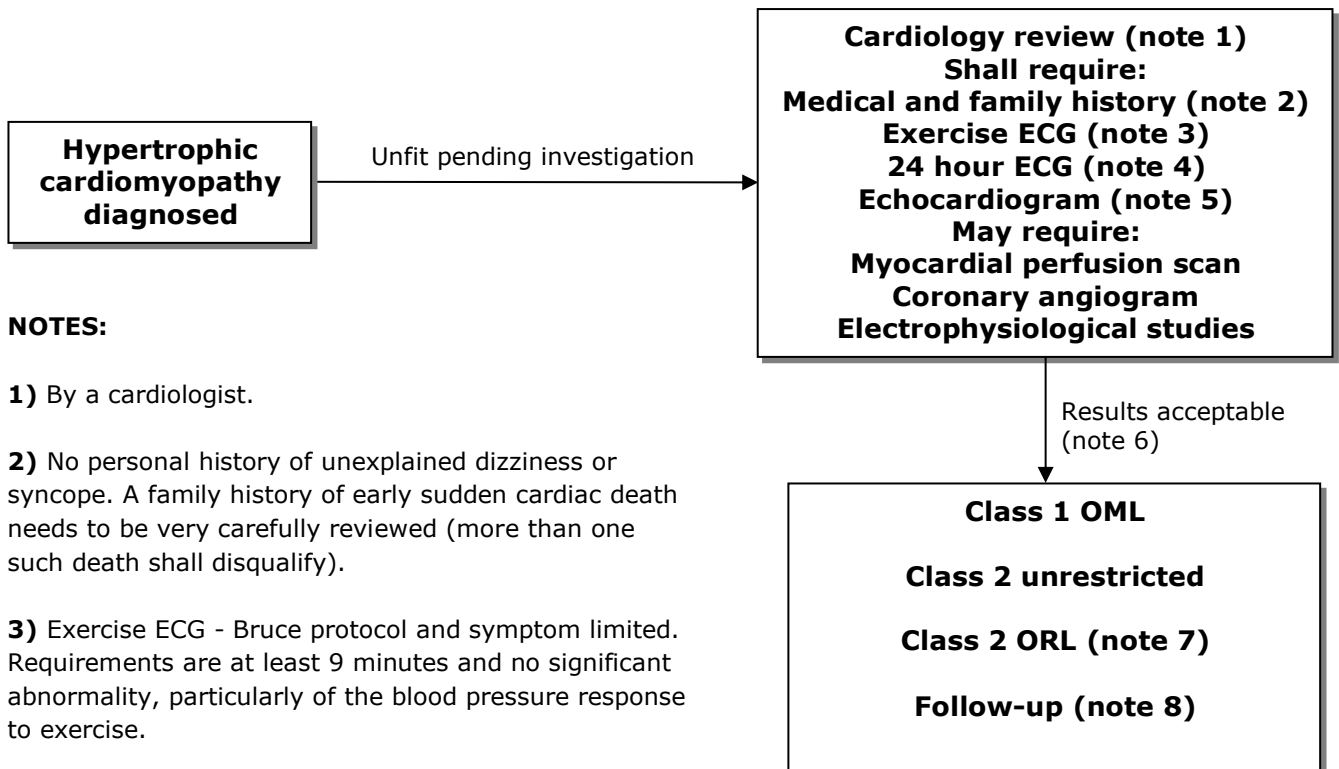 Hypertrophic
cardiomyopathy
diagnosed
Unfit pending investigation
Cardiology review (note 1)
Shall require:
Medical and family history (note 2)
Exercise ECG (note 3)
24 hour ECG (note 4)
Echocardiogram (note 5)
May require:
Myocardial perfusion scan
Coronary angiogram
Electrophysiological studies
Results acceptable
(note 6)
Class 1 OML
Class 2 unrestricted
Class 2 ORL (note 7)
Follow-up (note 8)
NOTES:
1) By a cardiologist.
2) No personal history of unexplained dizziness or
syncope. A family history of early sudden cardiac death
needs to be very carefully reviewed (more than one
such death shall disqualify).
3) Exercise ECG - Bruce protocol and symptom limited.
Requirements are at least 9 minutes and no significant
abnormality, particularly of the blood pressure response
to exercise.